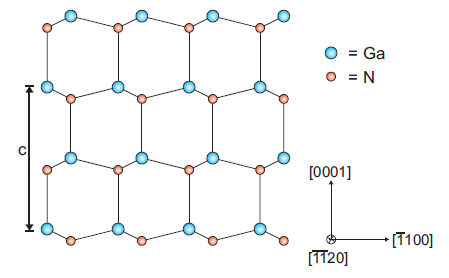 = Ga
= N
c
[0001]
[1̅100]
[1̅1̅20]